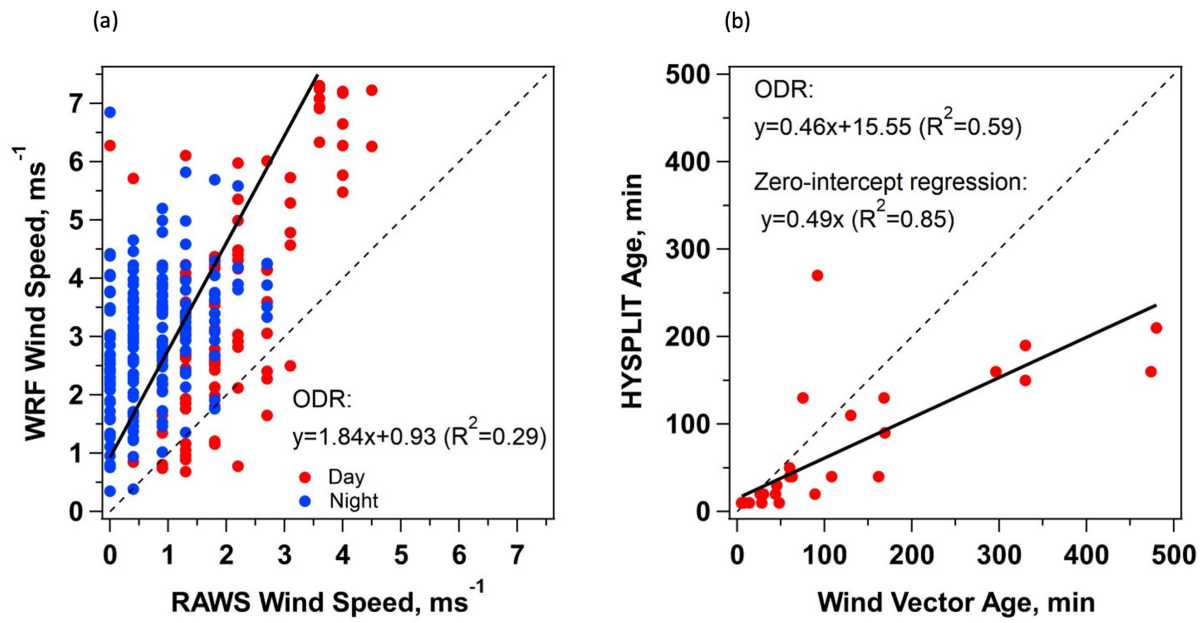 (a)
7
6
5
4
3
2
1
0
WRF Wind Speed, ms⁻¹
ODR:
y=1.84x+0.93 (R²=0.29)
Day
Night
0 1 2 3 4 5 6 7
RAWS Wind Speed, ms⁻¹
(b)
500
400
300
200
100
0
HYSPLIT Age, min
ODR:
y=0.46x+15.55 (R²=0.59)
Zero-intercept regression:
y=0.49x (R²=0.85)
0 100 200 300 400 500
Wind Vector Age, min